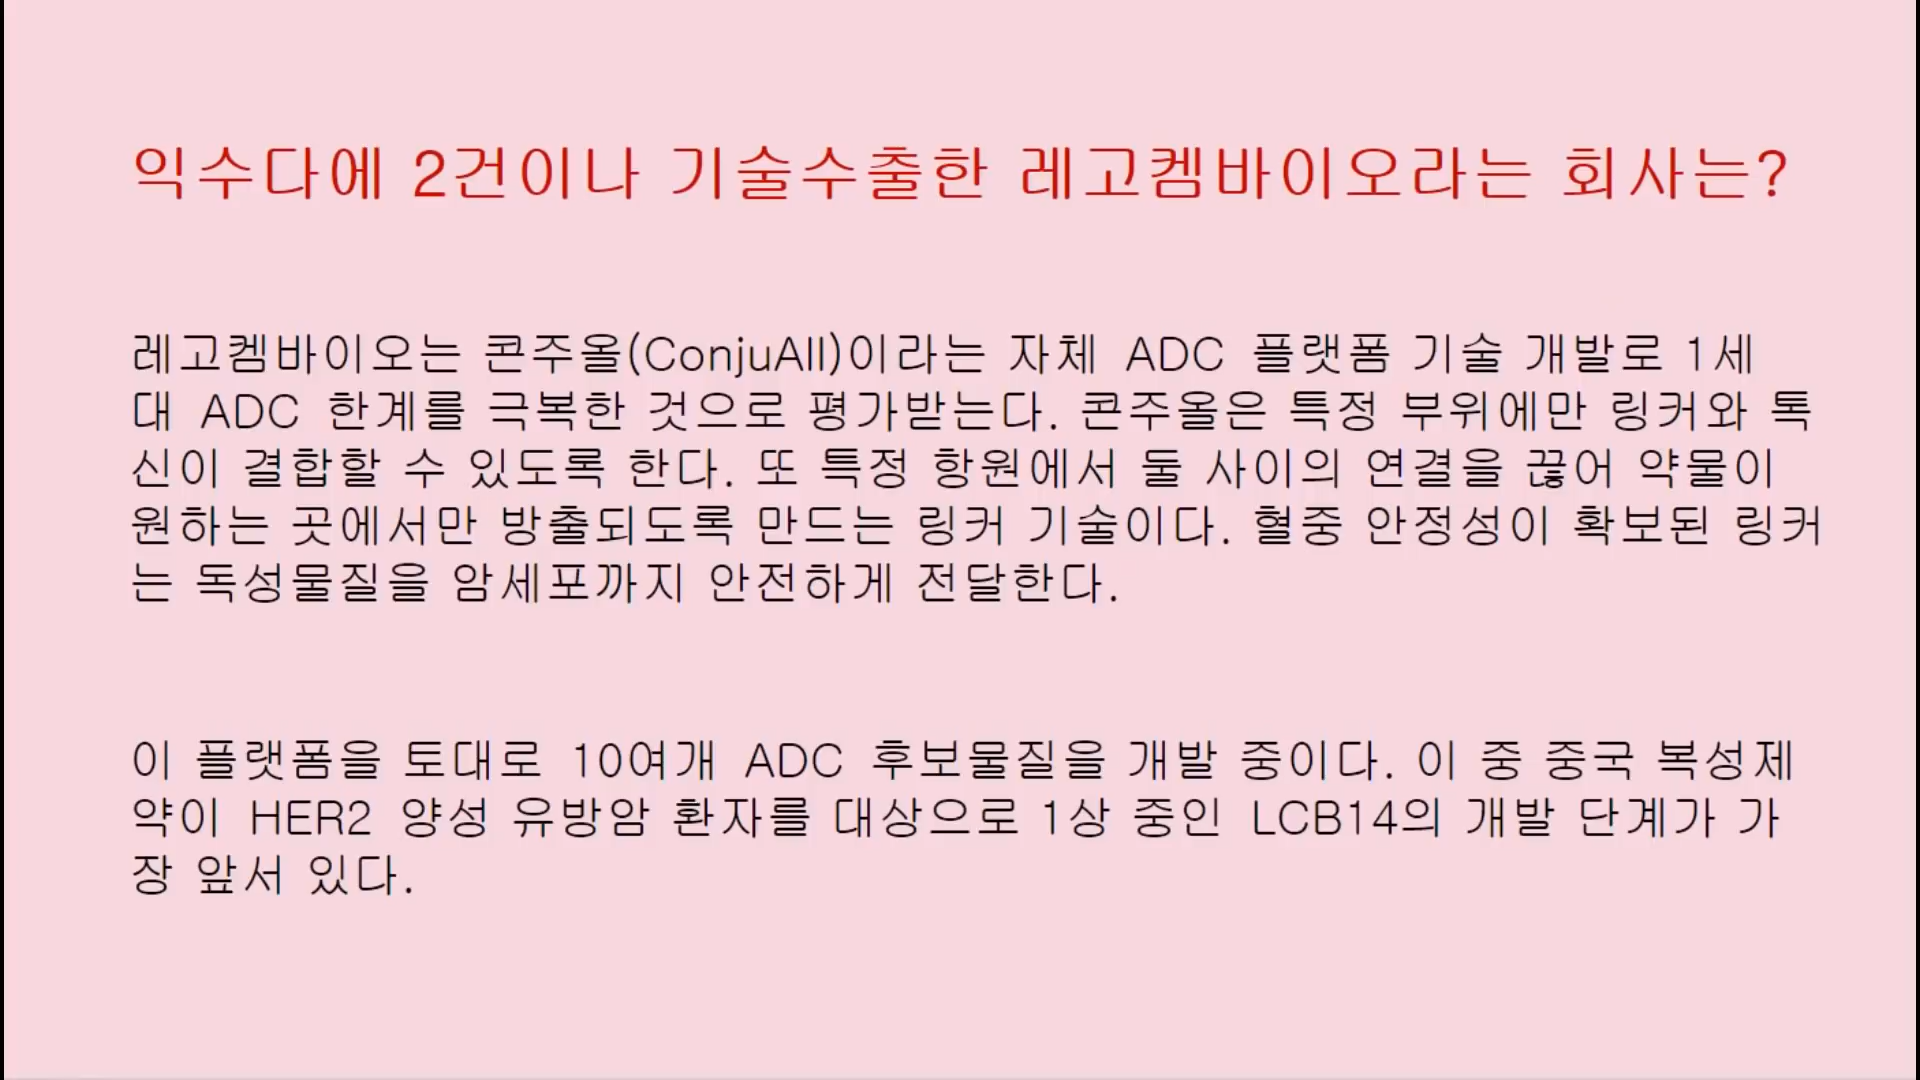 익수다에 2건이나 기술수출한 레고켐바이오라는 회사는?
레고켐바이오는 콘주올(ConjuAll)이라는 자체 ADC 플랫폼 기술 개발로 1세
대 ADC 한계를 극복한 것으로 평가받는다. 콘주올은 특정 부위에만 링커와 톡
신이 결합할 수 있도록 한다. 또 특정 항원에서 둘 사이의 연결을 끊어 약물이
원하는 곳에서만 방출되도록 만드는 링커 기술이다. 혈중 안정성이 확보된 링커
는 독성물질을 암세포까지 안전하게 전달한다.
이 플랫폼을 토대로 10여개 ADC 후보물질을 개발 중이다. 이 중 중국 복성제
약이 HER2 양성 유방암 환자를 대상으로 1상 중인 LCB14의 개발 단계가 가
장 앞서 있다.